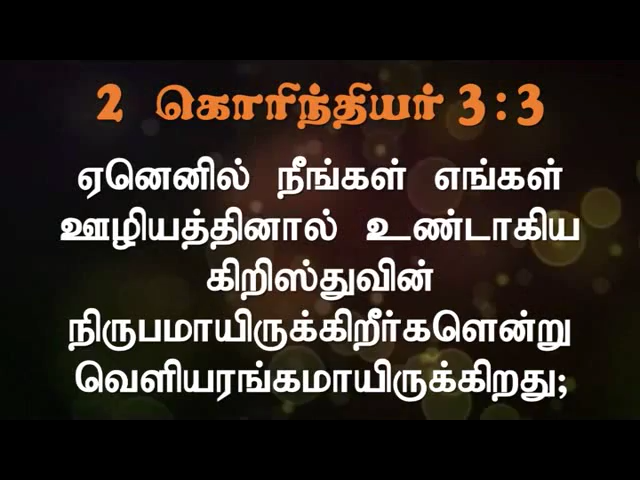 2 கொரிந்தியர் 3:3
ஏனெனில் நீங்கள் எங்கள்
ஊழியத்தினால் உண்டாகிய
கிறிஸ்துவின்
நிருபமாயிருக்கிறீர்களென்று
வெளியரங்கமாயிருக்கிறது;